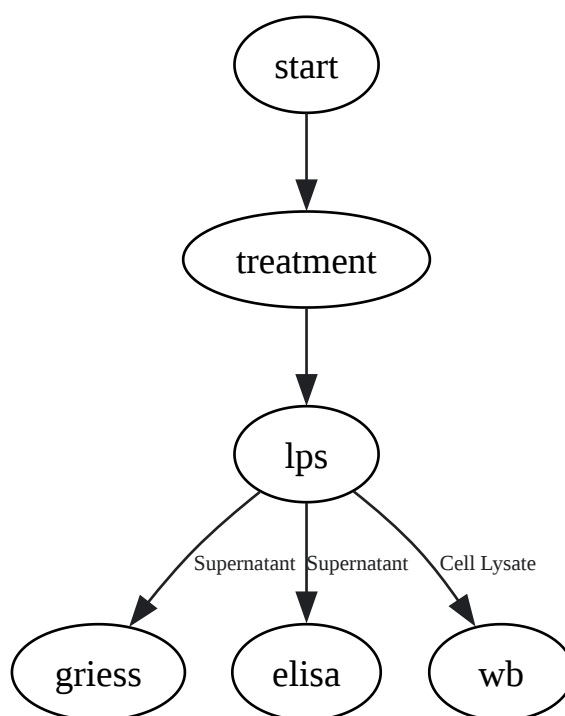 start
treatment
lps
Supernatant
Supernatant
Cell Lysate
griess
elisa
wb